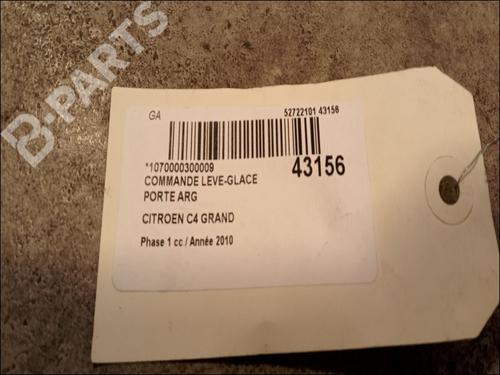 B-PARTS
GA 52722101 43156
*1070000300009 43156
COMMANDE LEVE-GLACE
PORTE ARG
CITROEN C4 GRAND
Phase 1 cc / Année 2010